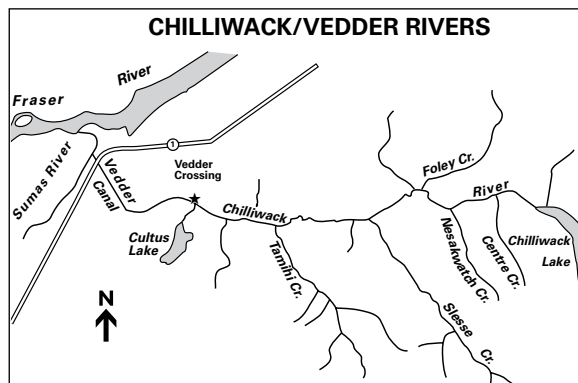 CHILLIWACK/VEDDER RIVERS
Fraser
River
Sumas River
1
Vedder
Canal
Vedder
Crossing
Cultus
Lake
Chilliwack
River
Tamihi Cr.
Foley Cr.
Nesakwatch Cr.
Centre Cr.
Chilliwack
Lake
Slesse
Cr.
N